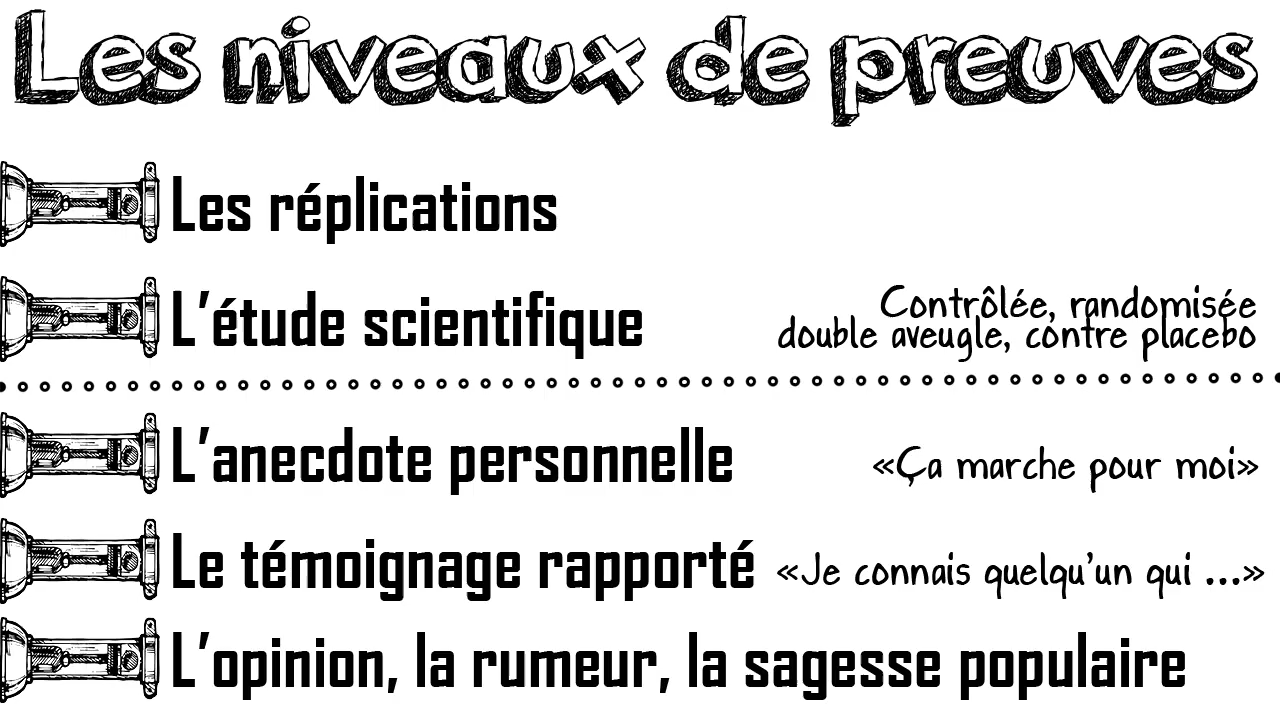 Les niveaux de preuves
Les réplications
L'étude scientifique
Contrôlée, randomisée
double aveugle, contre placebo
L'anecdote personnelle
«Ça marche pour moi»
Le témoignage rapporté
«Je connais quelqu'un qui ...»
L'opinion, la rumeur, la sagesse populaire